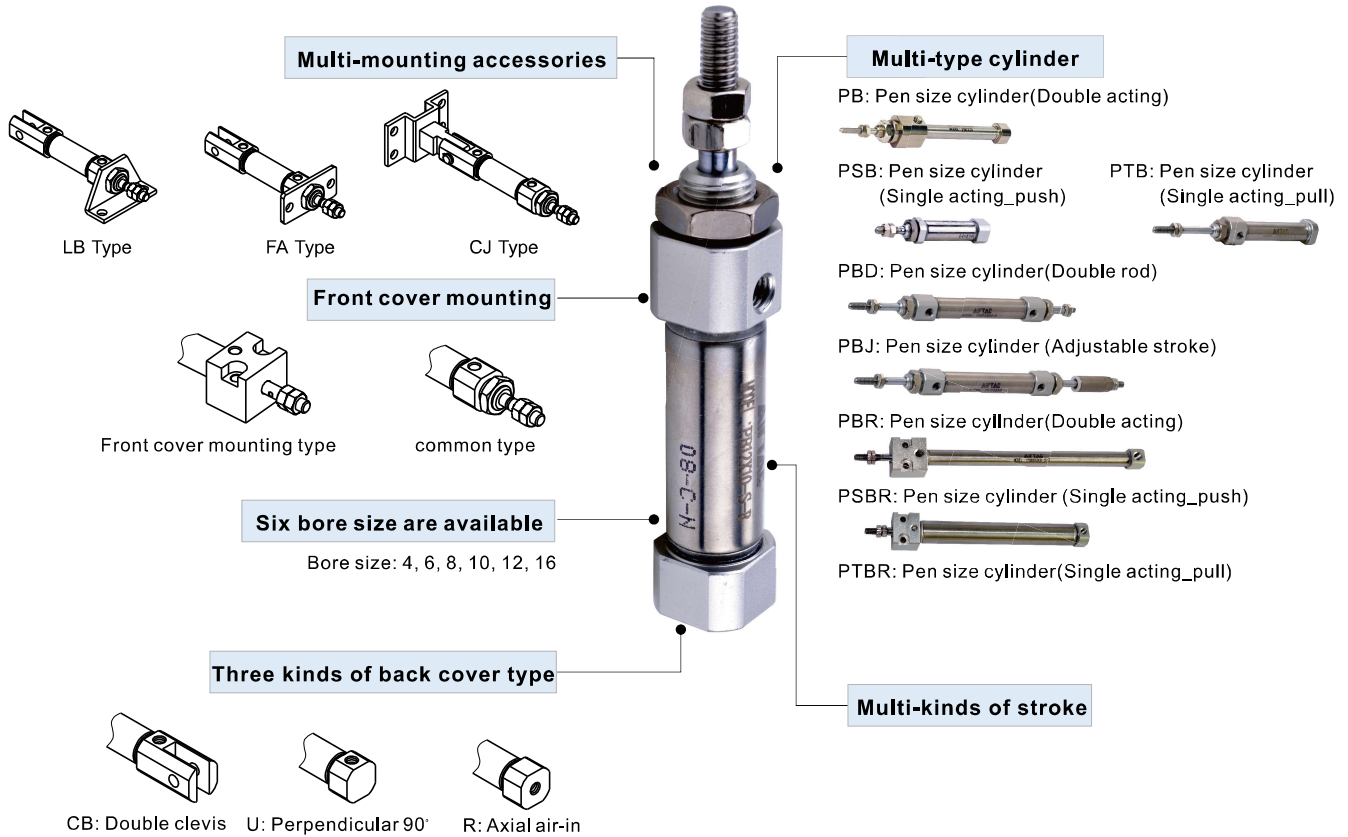 Multi-mounting accessories
LB Type
FA Type
CJ Type
Front cover mounting
Front cover mounting type
common type
Six bore size are available
Bore size: 4, 6, 8, 10, 12, 16
Three kinds of back cover type
CB: Double clevis
U: Perpendicular 90°
R: Axial air-in
08-C-N
Multi-type cylinder
PB: Pen size cylinder(Double acting)
PSB: Pen size cylinder
(Single acting_push)
PTB: Pen size cylinder
(Single acting_pull)
PBD: Pen size cylinder(Double rod)
AirTAC
PBJ: Pen size cylinder (Adjustable stroke)
AirTAC
PBR: Pen size cylinder(Double acting)
PSBR: Pen size cylinder (Single acting_push)
PTBR: Pen size cylinder(Single acting_pull)
Multi-kinds of stroke